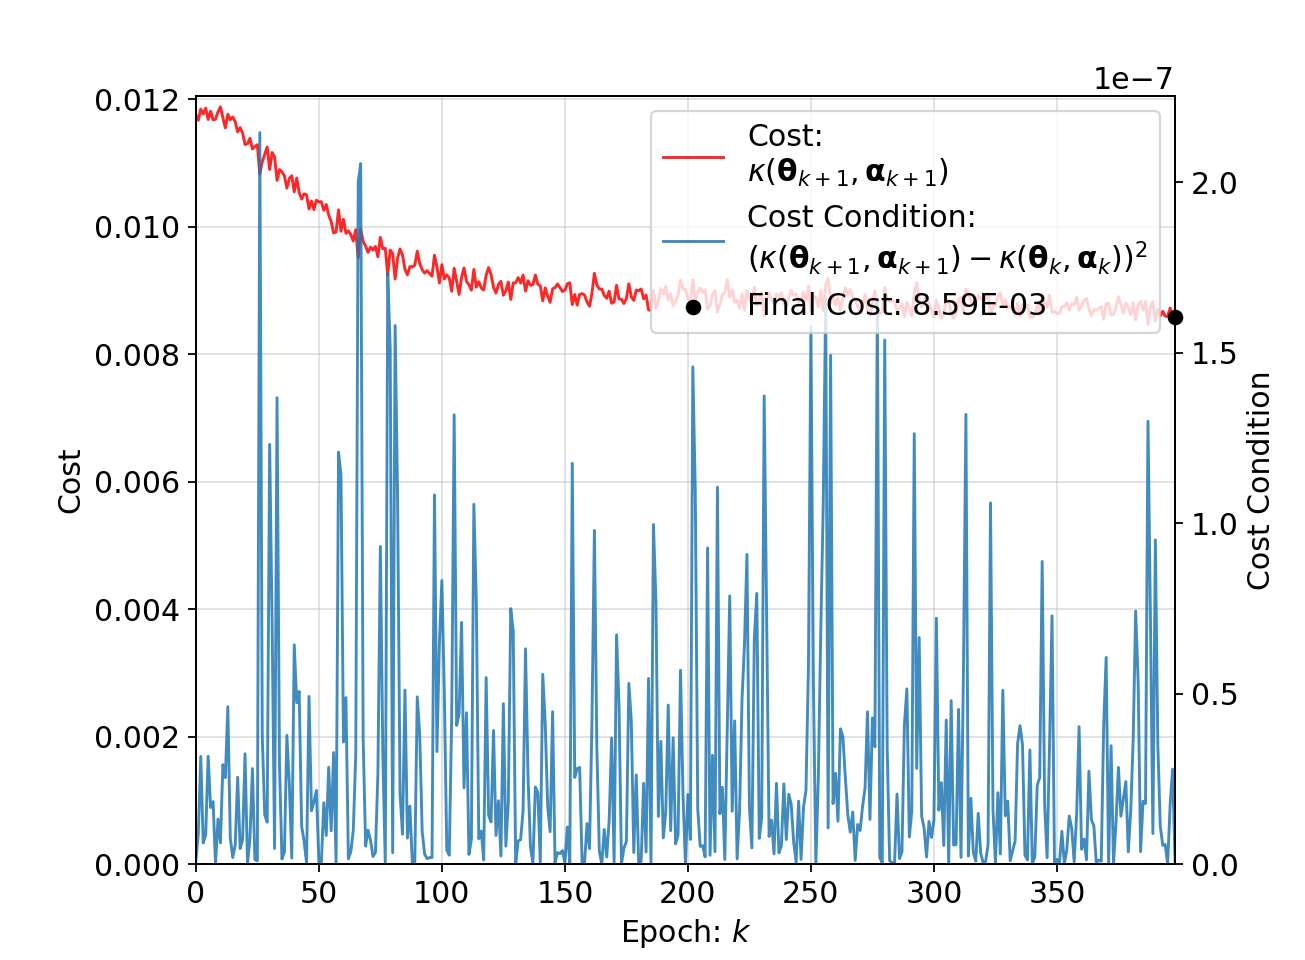 1e−7
0.012
0.010
0.008
0.006
0.004
0.002
0.000
Cost
Cost:
κ(θₖ₊₁, αₖ₊₁)
Cost Condition:
(κ(θₖ₊₁, αₖ₊₁) − κ(θₖ, αₖ))²
Final Cost: 8.59E-03
2.0
1.5
1.0
0.5
0.0
Cost Condition
0 50 100 150 200 250 300 350
Epoch: k